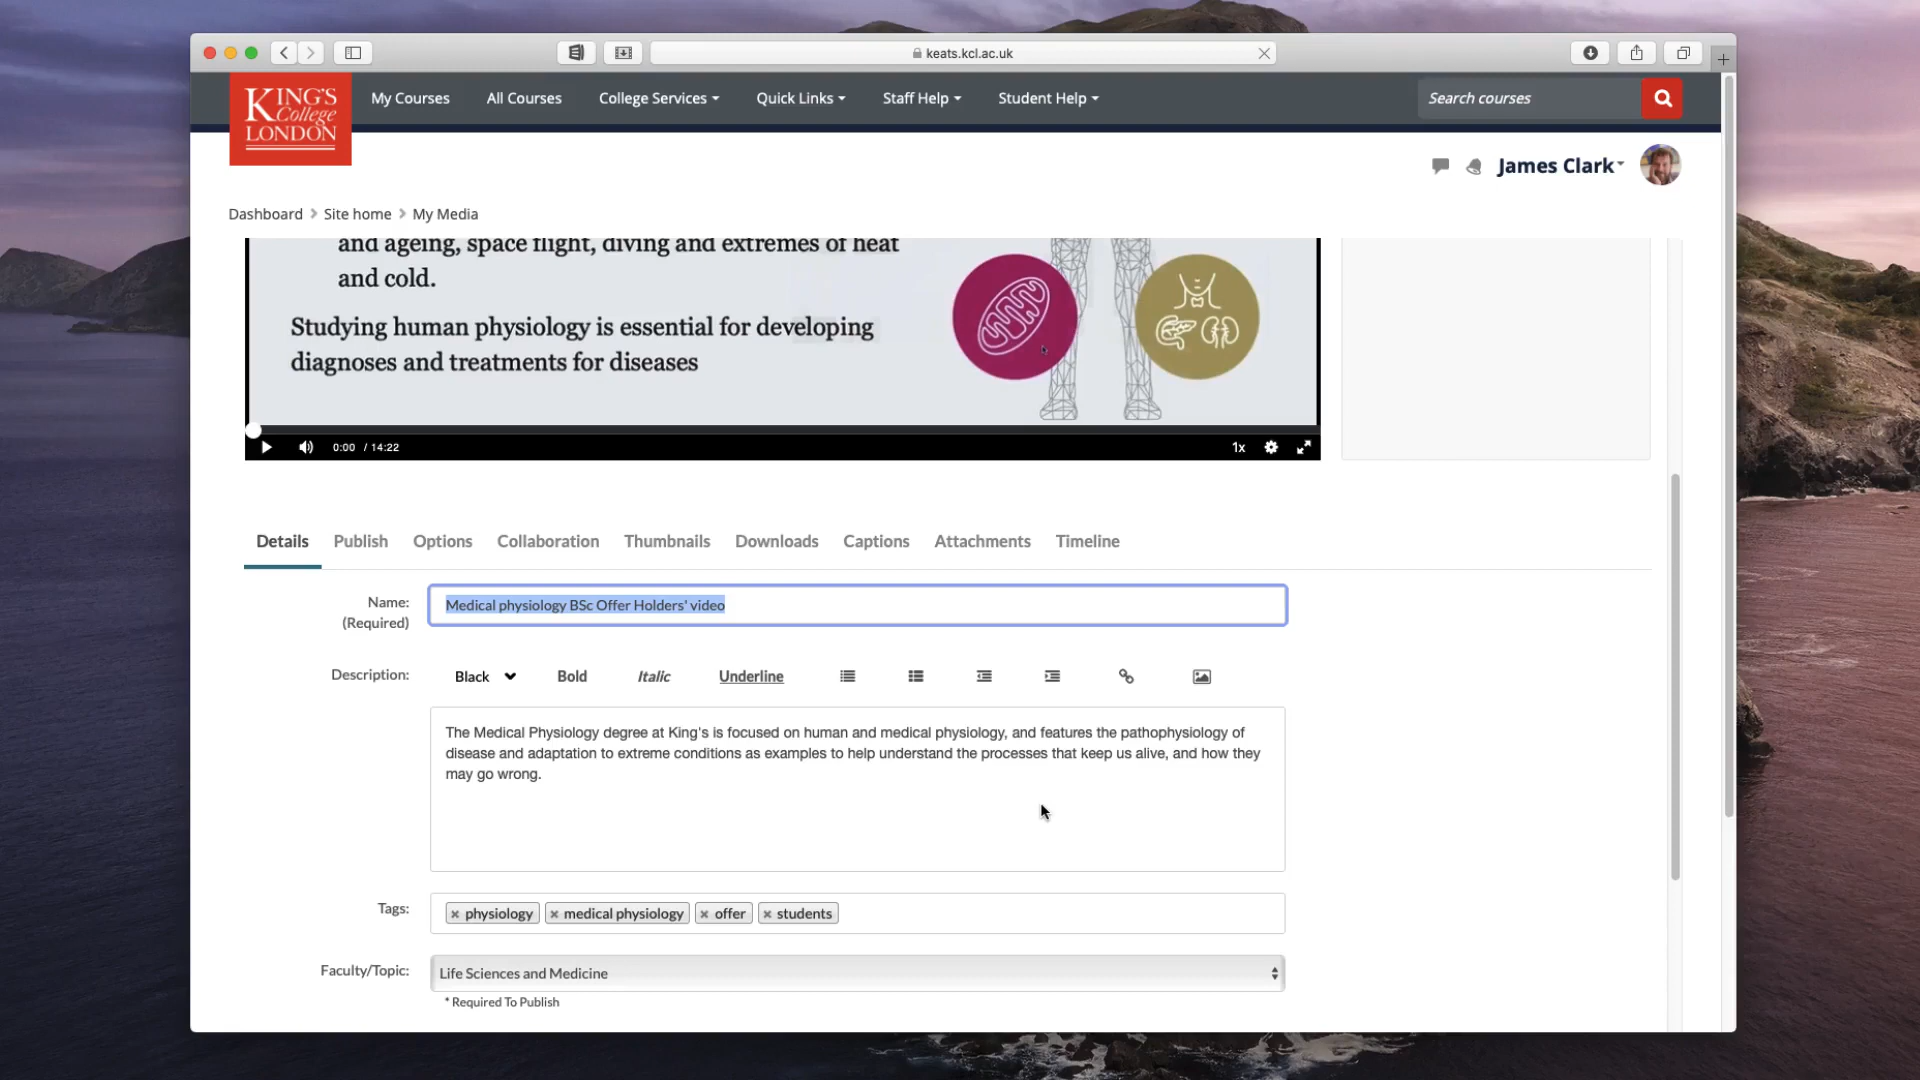 keats.kcl.ac.uk
KING'S
College
LONDON
My Courses
All Courses
College Services
Quick Links
Staff Help
Student Help
Search courses
James Clark
Dashboard
Site home
My Media
and ageing, space flight, diving and extremes of heat
and cold.
Studying human physiology is essential for developing
diagnoses and treatments for diseases
0:00 / 14:22
1x
Details
Publish
Options
Collaboration
Thumbnails
Downloads
Captions
Attachments
Timeline
Name:
(Required)
Medical physiology BSc Offer Holders' video
Description:
Black
Bold
Italic
Underline
The Medical Physiology degree at King's is focused on human and medical physiology, and features the pathophysiology of
disease and adaptation to extreme conditions as examples to help understand the processes that keep us alive, and how they
may go wrong.
Tags:
× physiology
× medical physiology
× offer
× students
Faculty/Topic:
Life Sciences and Medicine
* Required To Publish